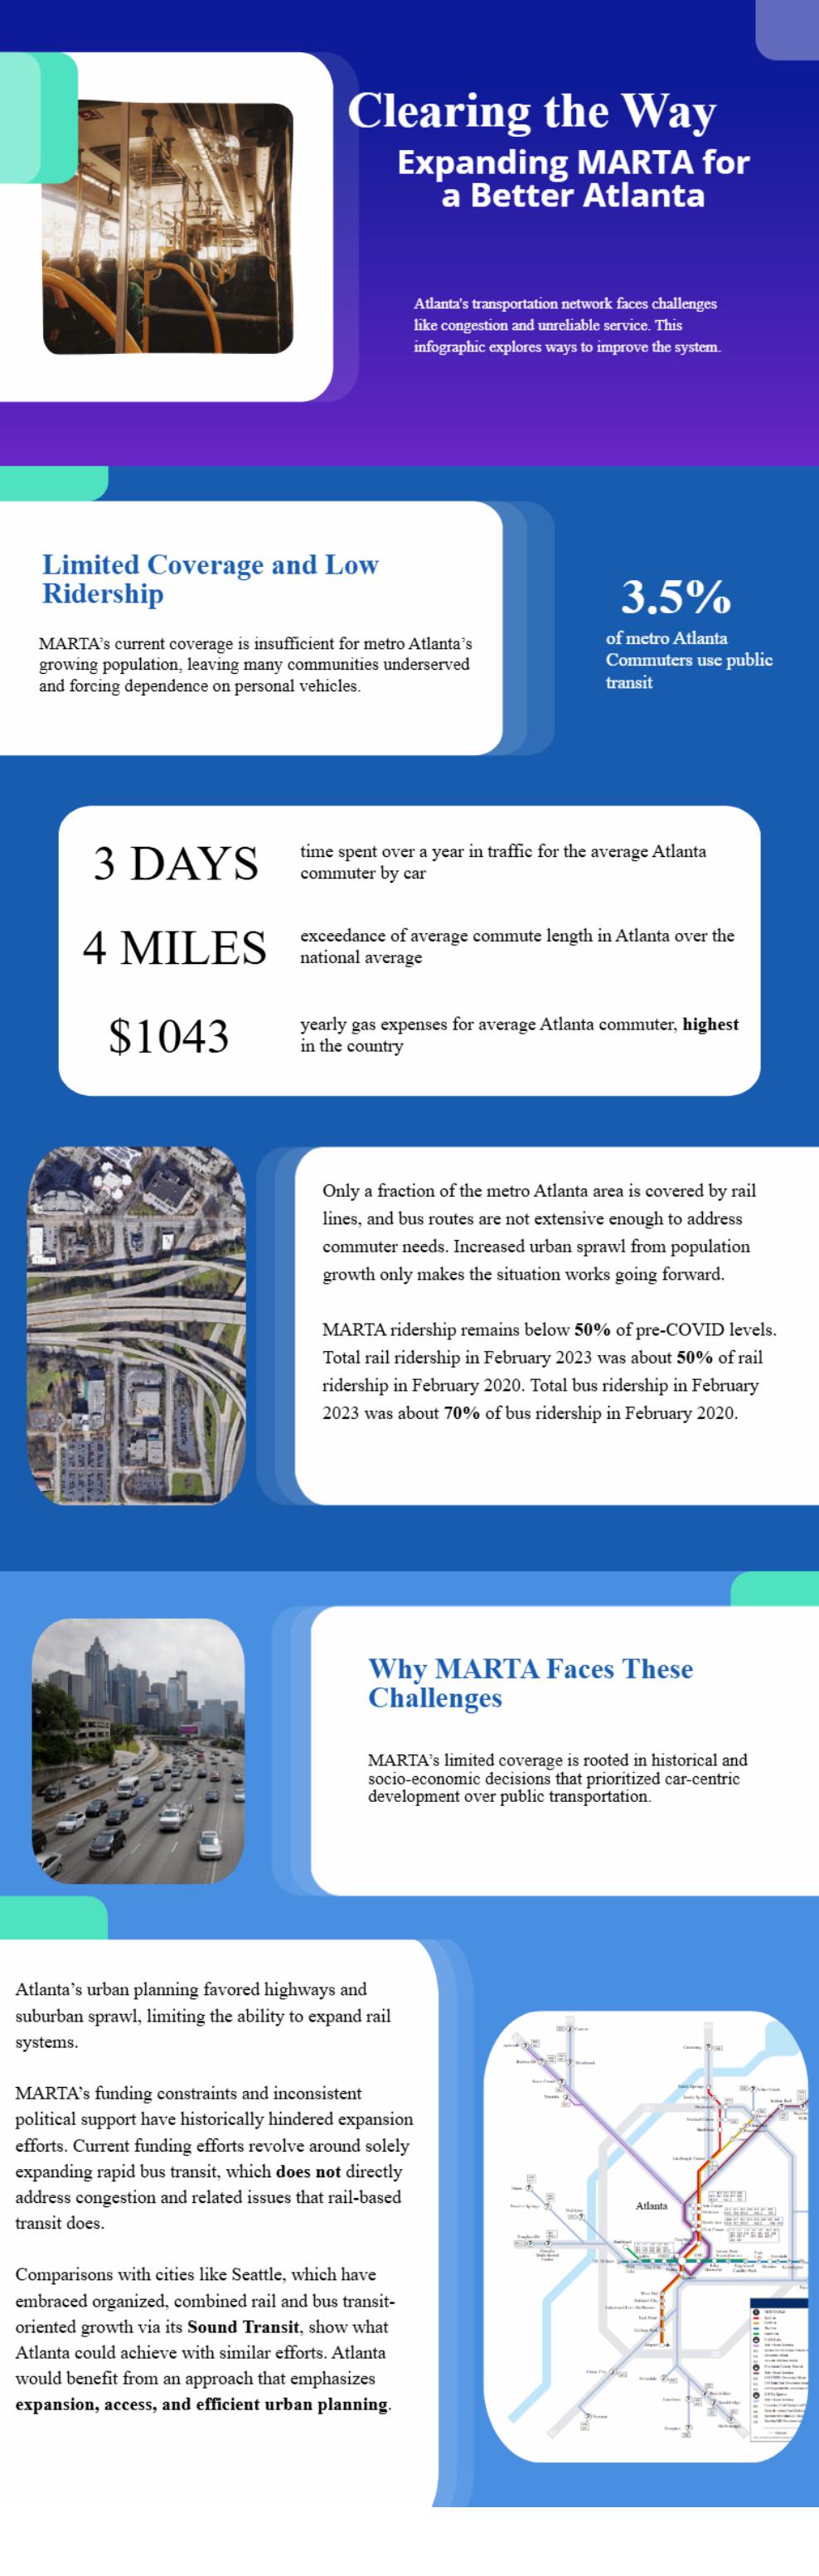 Clearing the Way
Expanding MARTA for
a Better Atlanta
Atlanta's transportation network faces challenges
like congestion and unreliable service. This
infographic explores ways to improve the system.
Limited Coverage and Low
Ridership
MARTA's current coverage is insufficient for metro Atlanta's
growing population, leaving many communities underserved
and forcing dependence on personal vehicles.
3.5%
of metro Atlanta
Commuters use public
transit
3 DAYS
time spent over a year in traffic for the average Atlanta
commuter by car
4 MILES
exceedance of average commute length in Atlanta over the
national average
$1043
yearly gas expenses for average Atlanta commuter, highest
in the country
Only a fraction of the metro Atlanta area is covered by rail
lines, and bus routes are not extensive enough to address
commuter needs. Increased urban sprawl from population
growth only makes the situation works going forward.
MARTA ridership remains below 50% of pre-COVID levels.
Total rail ridership in February 2023 was about 50% of rail
ridership in February 2020. Total bus ridership in February
2023 was about 70% of bus ridership in February 2020.
Why MARTA Faces These
Challenges
MARTA's limited coverage is rooted in historical and
socio-economic decisions that prioritized car-centric
development over public transportation.
Atlanta's urban planning favored highways and
suburban sprawl, limiting the ability to expand rail
systems.
MARTA's funding constraints and inconsistent
political support have historically hindered expansion
efforts. Current funding efforts revolve around solely
expanding rapid bus transit, which does not directly
address congestion and related issues that rail-based
transit does.
Comparisons with cities like Seattle, which have
embraced organized, combined rail and bus transit-
oriented growth via its Sound Transit, show what
Atlanta could achieve with similar efforts. Atlanta
would benefit from an approach that emphasizes
expansion, access, and efficient urban planning.
Atlanta